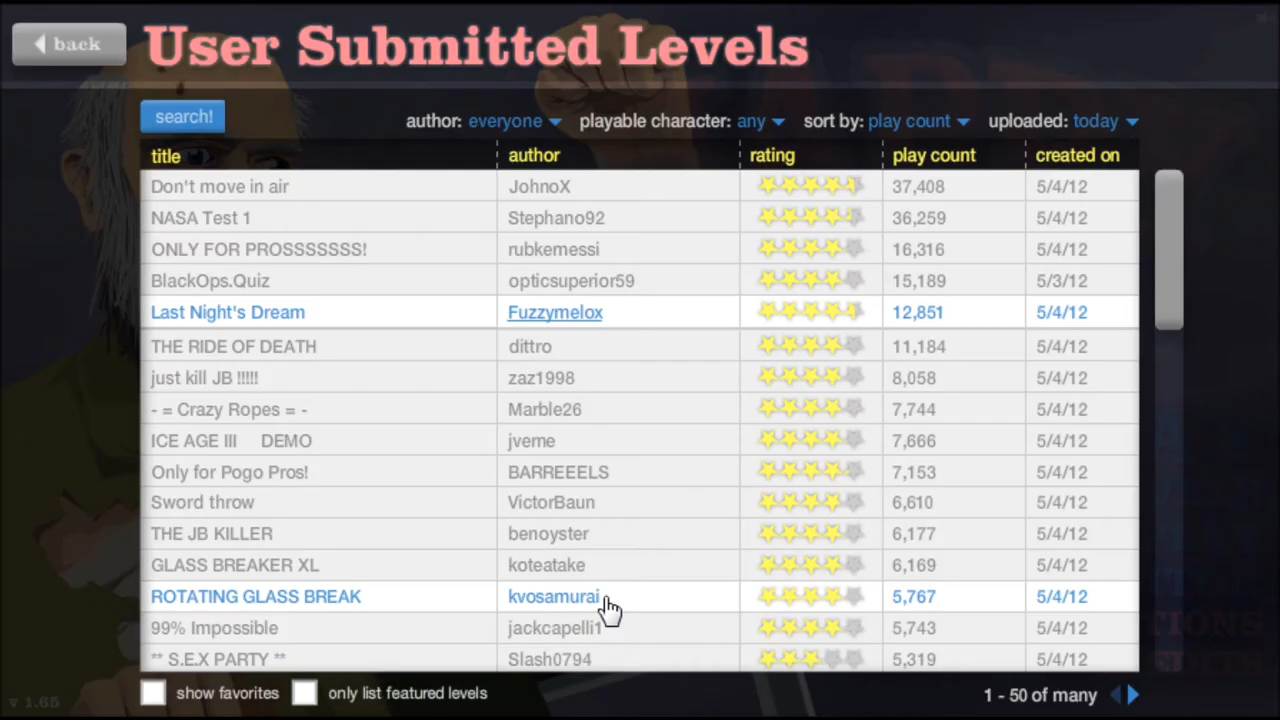 back
User Submitted Levels
search!
author: everyone playable character: any sort by: play count uploaded: today
title author rating play count created on
Don't move in air JohnoX 37,408 5/4/12
NASA Test 1 Stephano92 36,259 5/4/12
ONLY FOR PROSSSSSSS! rubkemessi 16,316 5/4/12
BlackOps.Quiz opticsuperior59 15,189 5/3/12
Last Night's Dream Fuzzymelox 12,851 5/4/12
THE RIDE OF DEATH dittro 11,184 5/4/12
just kill JB !!!!! zaz1998 8,058 5/4/12
- = Crazy Ropes = - Marble26 7,744 5/4/12
ICE AGE III DEMO jveme 7,666 5/4/12
Only for Pogo Pros! BARREEELS 7,153 5/4/12
Sword throw VictorBaun 6,610 5/4/12
THE JB KILLER benoyster 6,177 5/4/12
GLASS BREAKER XL koteatake 6,169 5/4/12
ROTATING GLASS BREAK kvosamurai 5,767 5/4/12
99% Impossible jackcapelli1 5,743 5/4/12
** S.E.X PARTY ** Slash0794 5,319 5/4/12
show favorites only list featured levels 1 - 50 of many
v 1.65